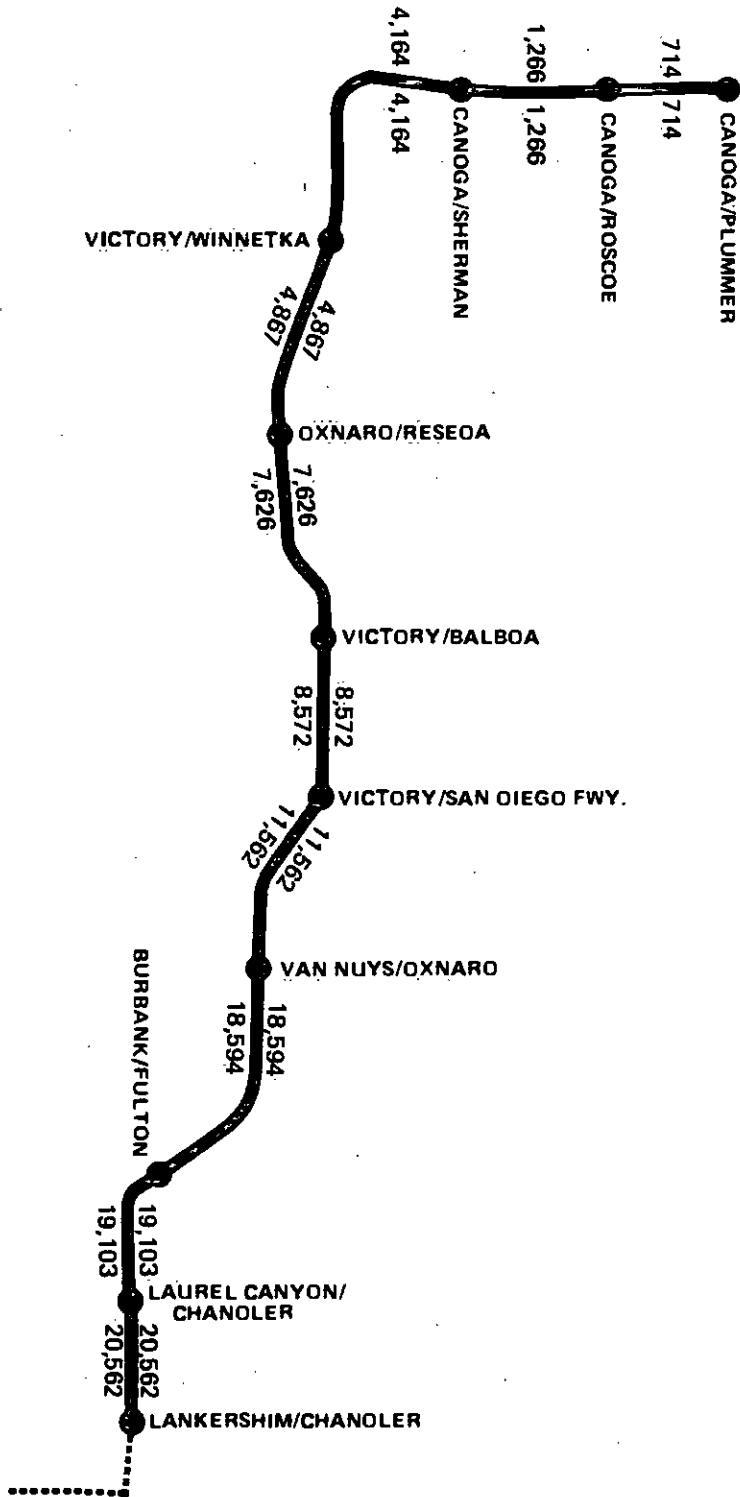 CANOGA/PLUMMER
714
714
CANOGA/ROSCOE
1,266
1,266
CANOGA/SHERMAN
4,164
4,164
VICTORY/WINNETKA
4,867
4,867
OXNARO/RESEOA
7,626
7,626
VICTORY/BALBOA
8,572
8,572
VICTORY/SAN OIEGO FWY.
11,562
11,562
VAN NUYS/OXNARO
18,594
18,594
BURBANK/FULTON
19,103
19,103
LAUREL CANYON/
CHANOLER
20,562
20,562
LANKERSHIM/CHANOLER